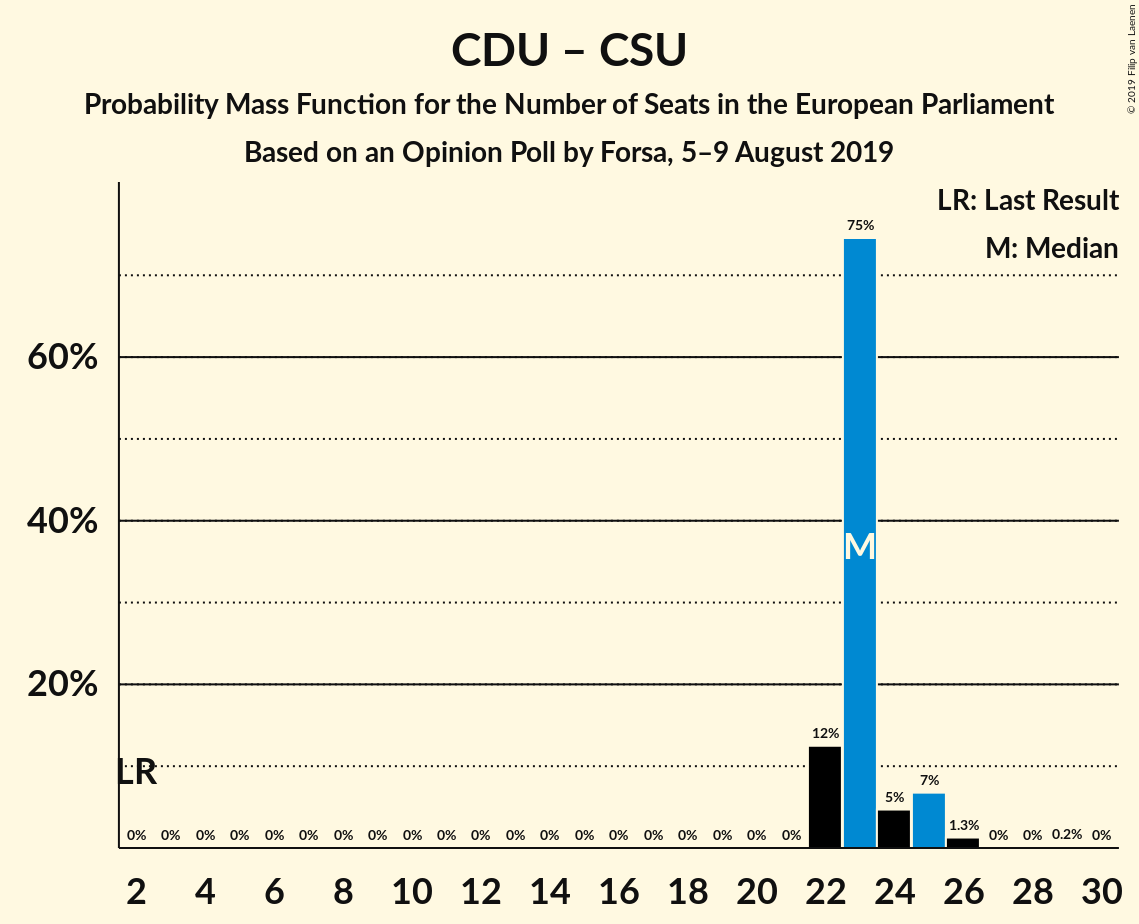 CDU – CSU
Probability Mass Function for the Number of Seats in the European Parliament
Based on an Opinion Poll by Forsa, 5–9 August 2019
© 2019 Filip van Laenen
LR: Last Result
M: Median
75%
60%
M
40%
20%
12%
LR
7%
5%
1.3%
0% 0% 0% 0% 0% 0% 0% 0% 0% 0% 0% 0% 0% 0% 0% 0% 0% 0% 0% 0% 0% 0% 0.2% 0%
2 4 6 8 10 12 14 16 18 20 22 24 26 28 30